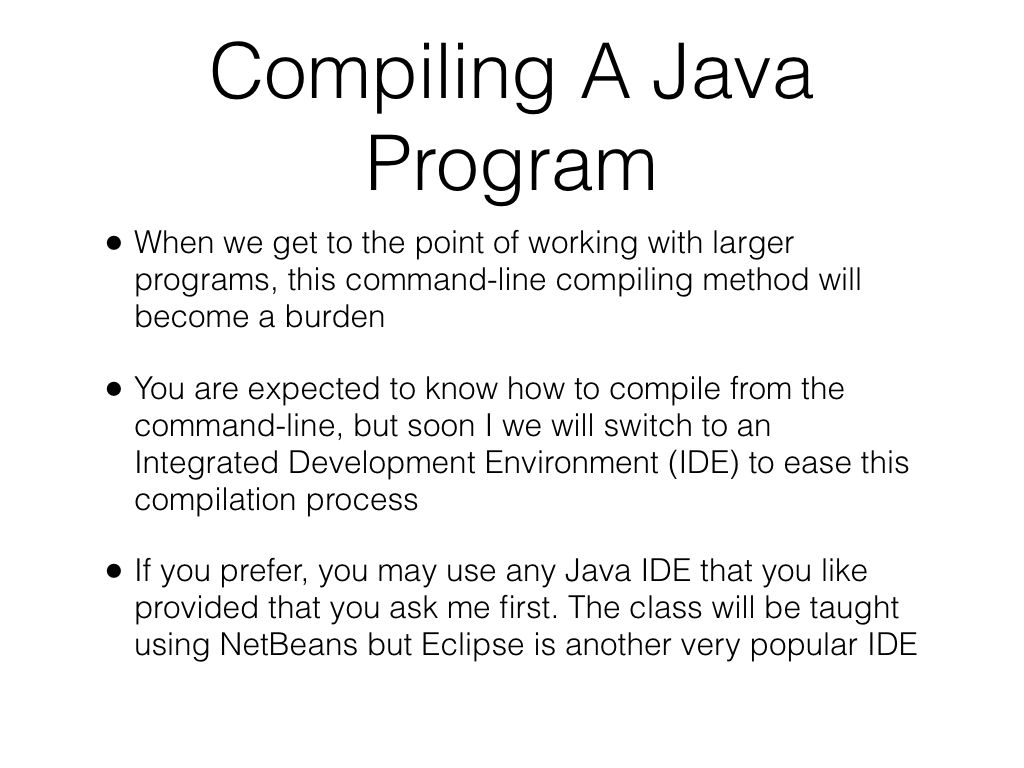 Compiling A Java
Program
• When we get to the point of working with larger
programs, this command-line compiling method will
become a burden
• You are expected to know how to compile from the
command-line, but soon I we will switch to an
Integrated Development Environment (IDE) to ease this
compilation process
• If you prefer, you may use any Java IDE that you like
provided that you ask me first. The class will be taught
using NetBeans but Eclipse is another very popular IDE